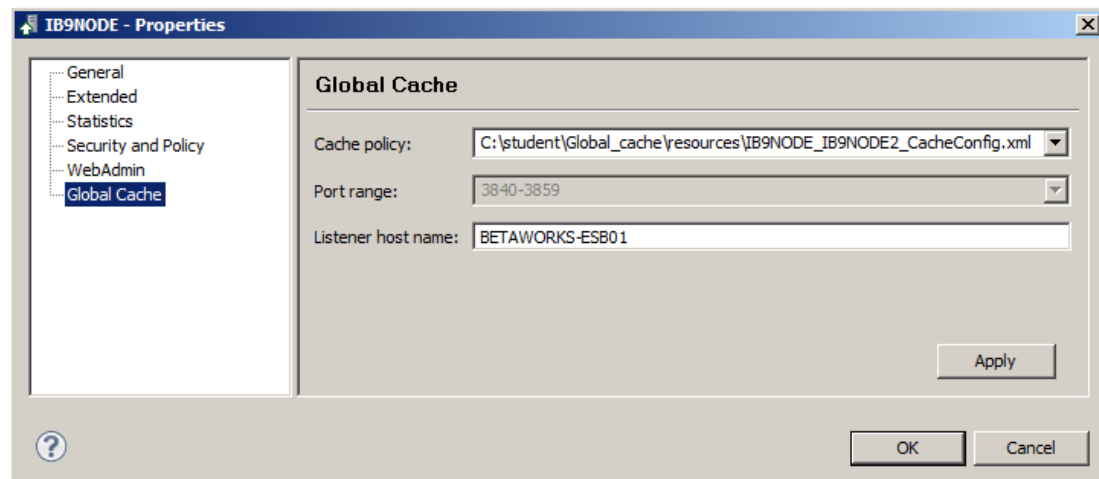 IB9NODE - Properties
General
Extended
Statistics
Security and Policy
WebAdmin
Global Cache
Global Cache
Cache policy: C:\student\Global_cache\resources\IB9NODE_IB9NODE2_CacheConfig.xml
Port range: 3840-3859
Listener host name: BETAWORKS-ESB01
Apply
?
OK Cancel